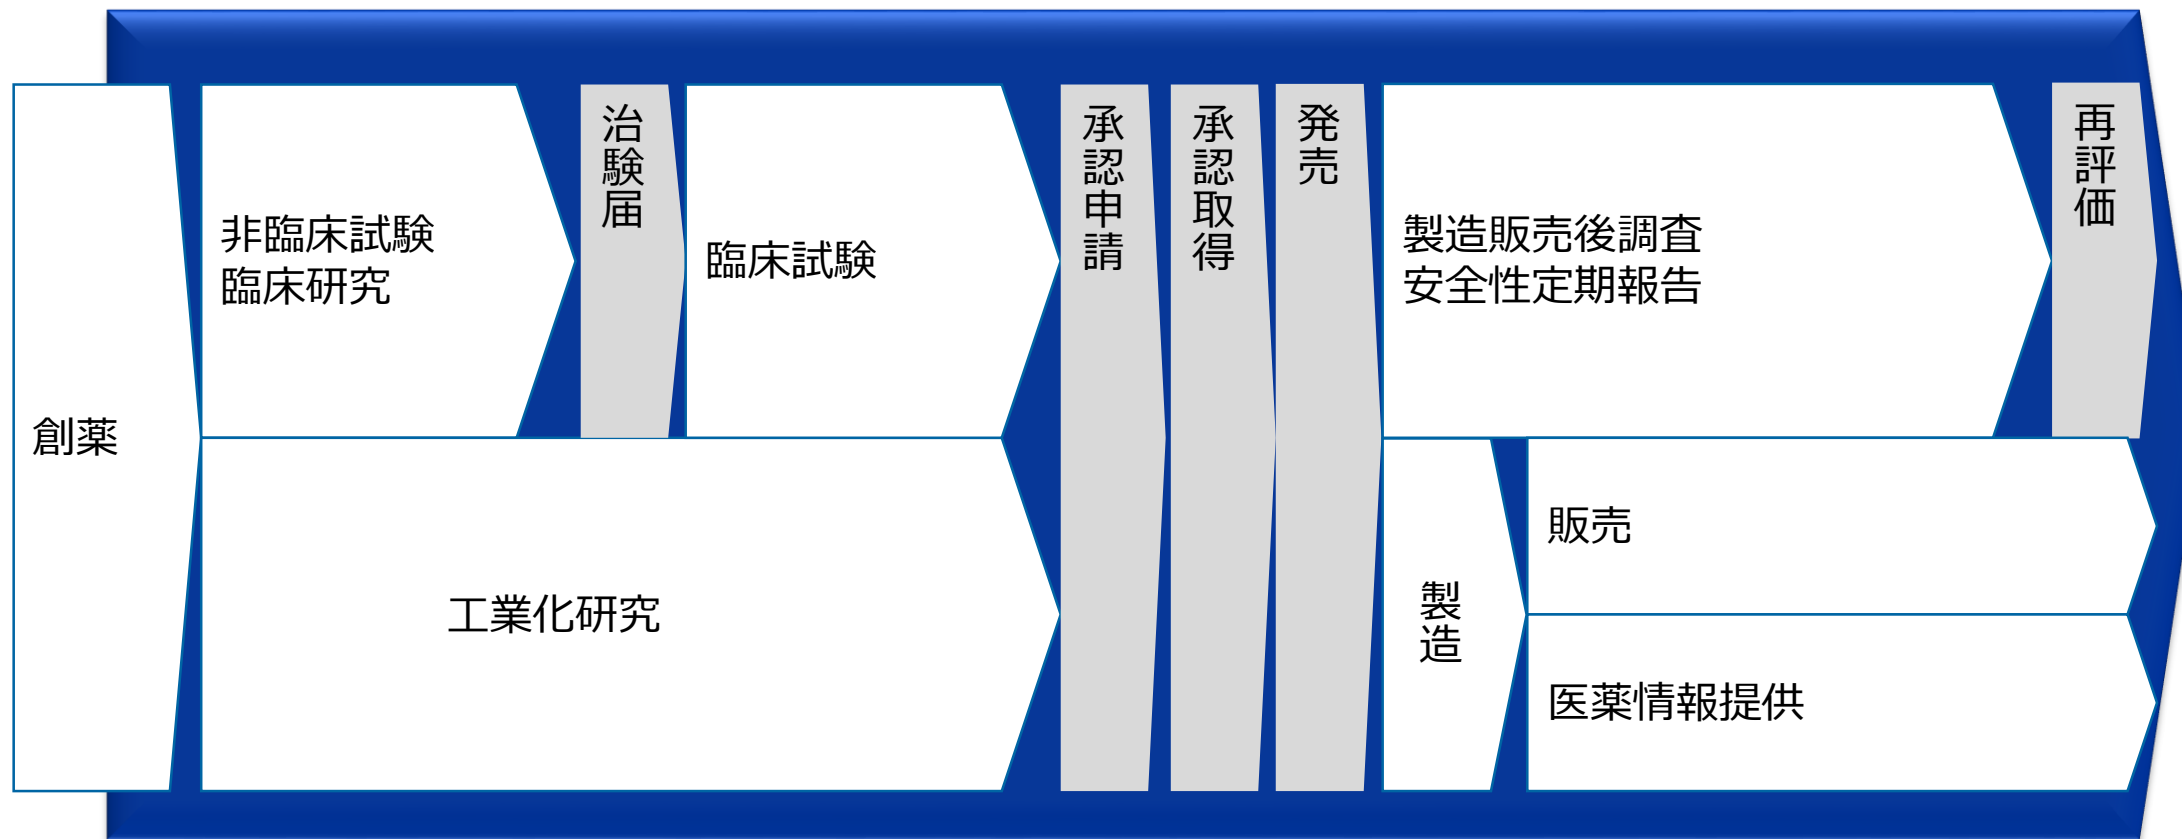 創薬
非臨床試験
臨床研究
治験届
臨床試験
工業化研究
承認申請
承認取得
発売
製造販売後調査
安全性定期報告
再評価
製造
販売
医薬情報提供